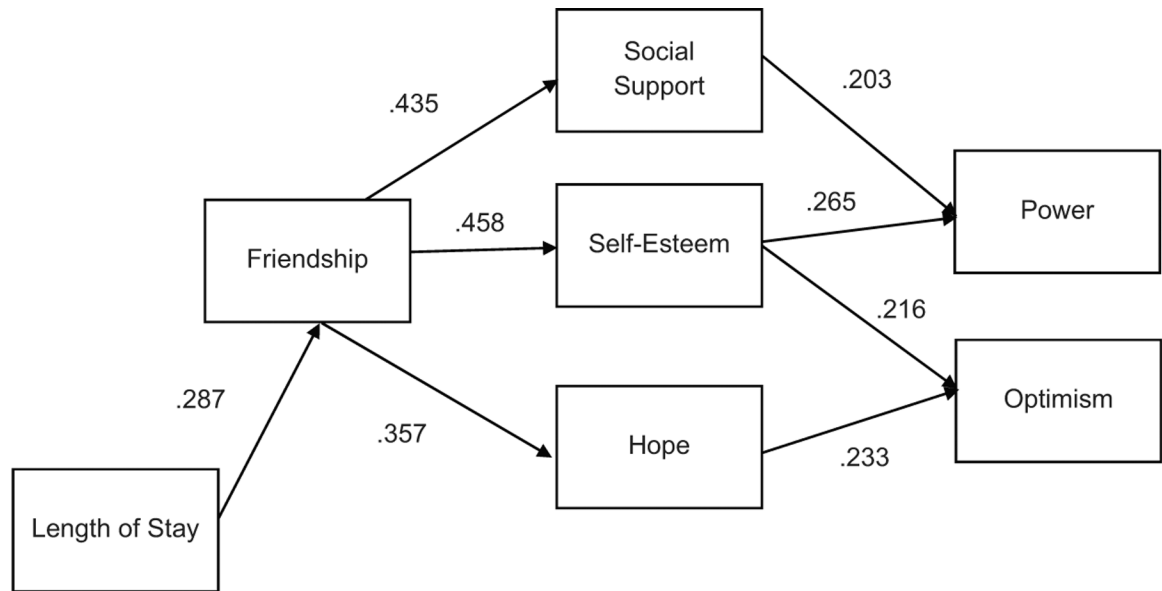 Social
Support
.203
.435
Power
.265
.458
Self-Esteem
Friendship
.216
Optimism
.287
.357
Hope
.233
Length of Stay